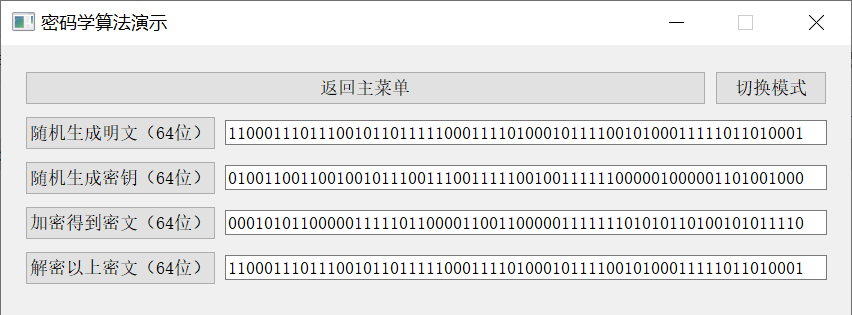 密码学算法演示
返回主菜单 切换模式
随机生成明文（64位） 1100011101110010110111110001111010001011110010100011111011010001
随机生成密钥（64位） 0100110011001001011100111001111100100111111000001000001101001000
加密得到密文（64位） 0001010110000011111011000011001100000111111101010110100101011110
解密以上密文（64位） 1100011101110010110111110001111010001011110010100011111011010001